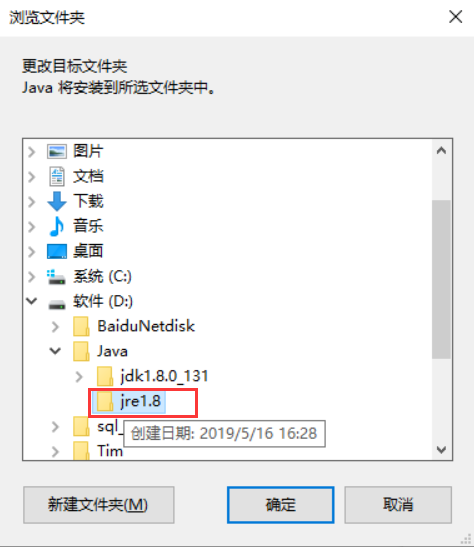 浏览文件夹
更改目标文件夹
Java 将安装到所选文件夹中。
图片
文档
下载
音乐
桌面
系统 (C:)
软件 (D:)
BaiduNetdisk
Java
jdk1.8.0_131
jre1.8
sql_
创建日期: 2019/5/16 16:28
Tim
新建文件夹(M)
确定
取消